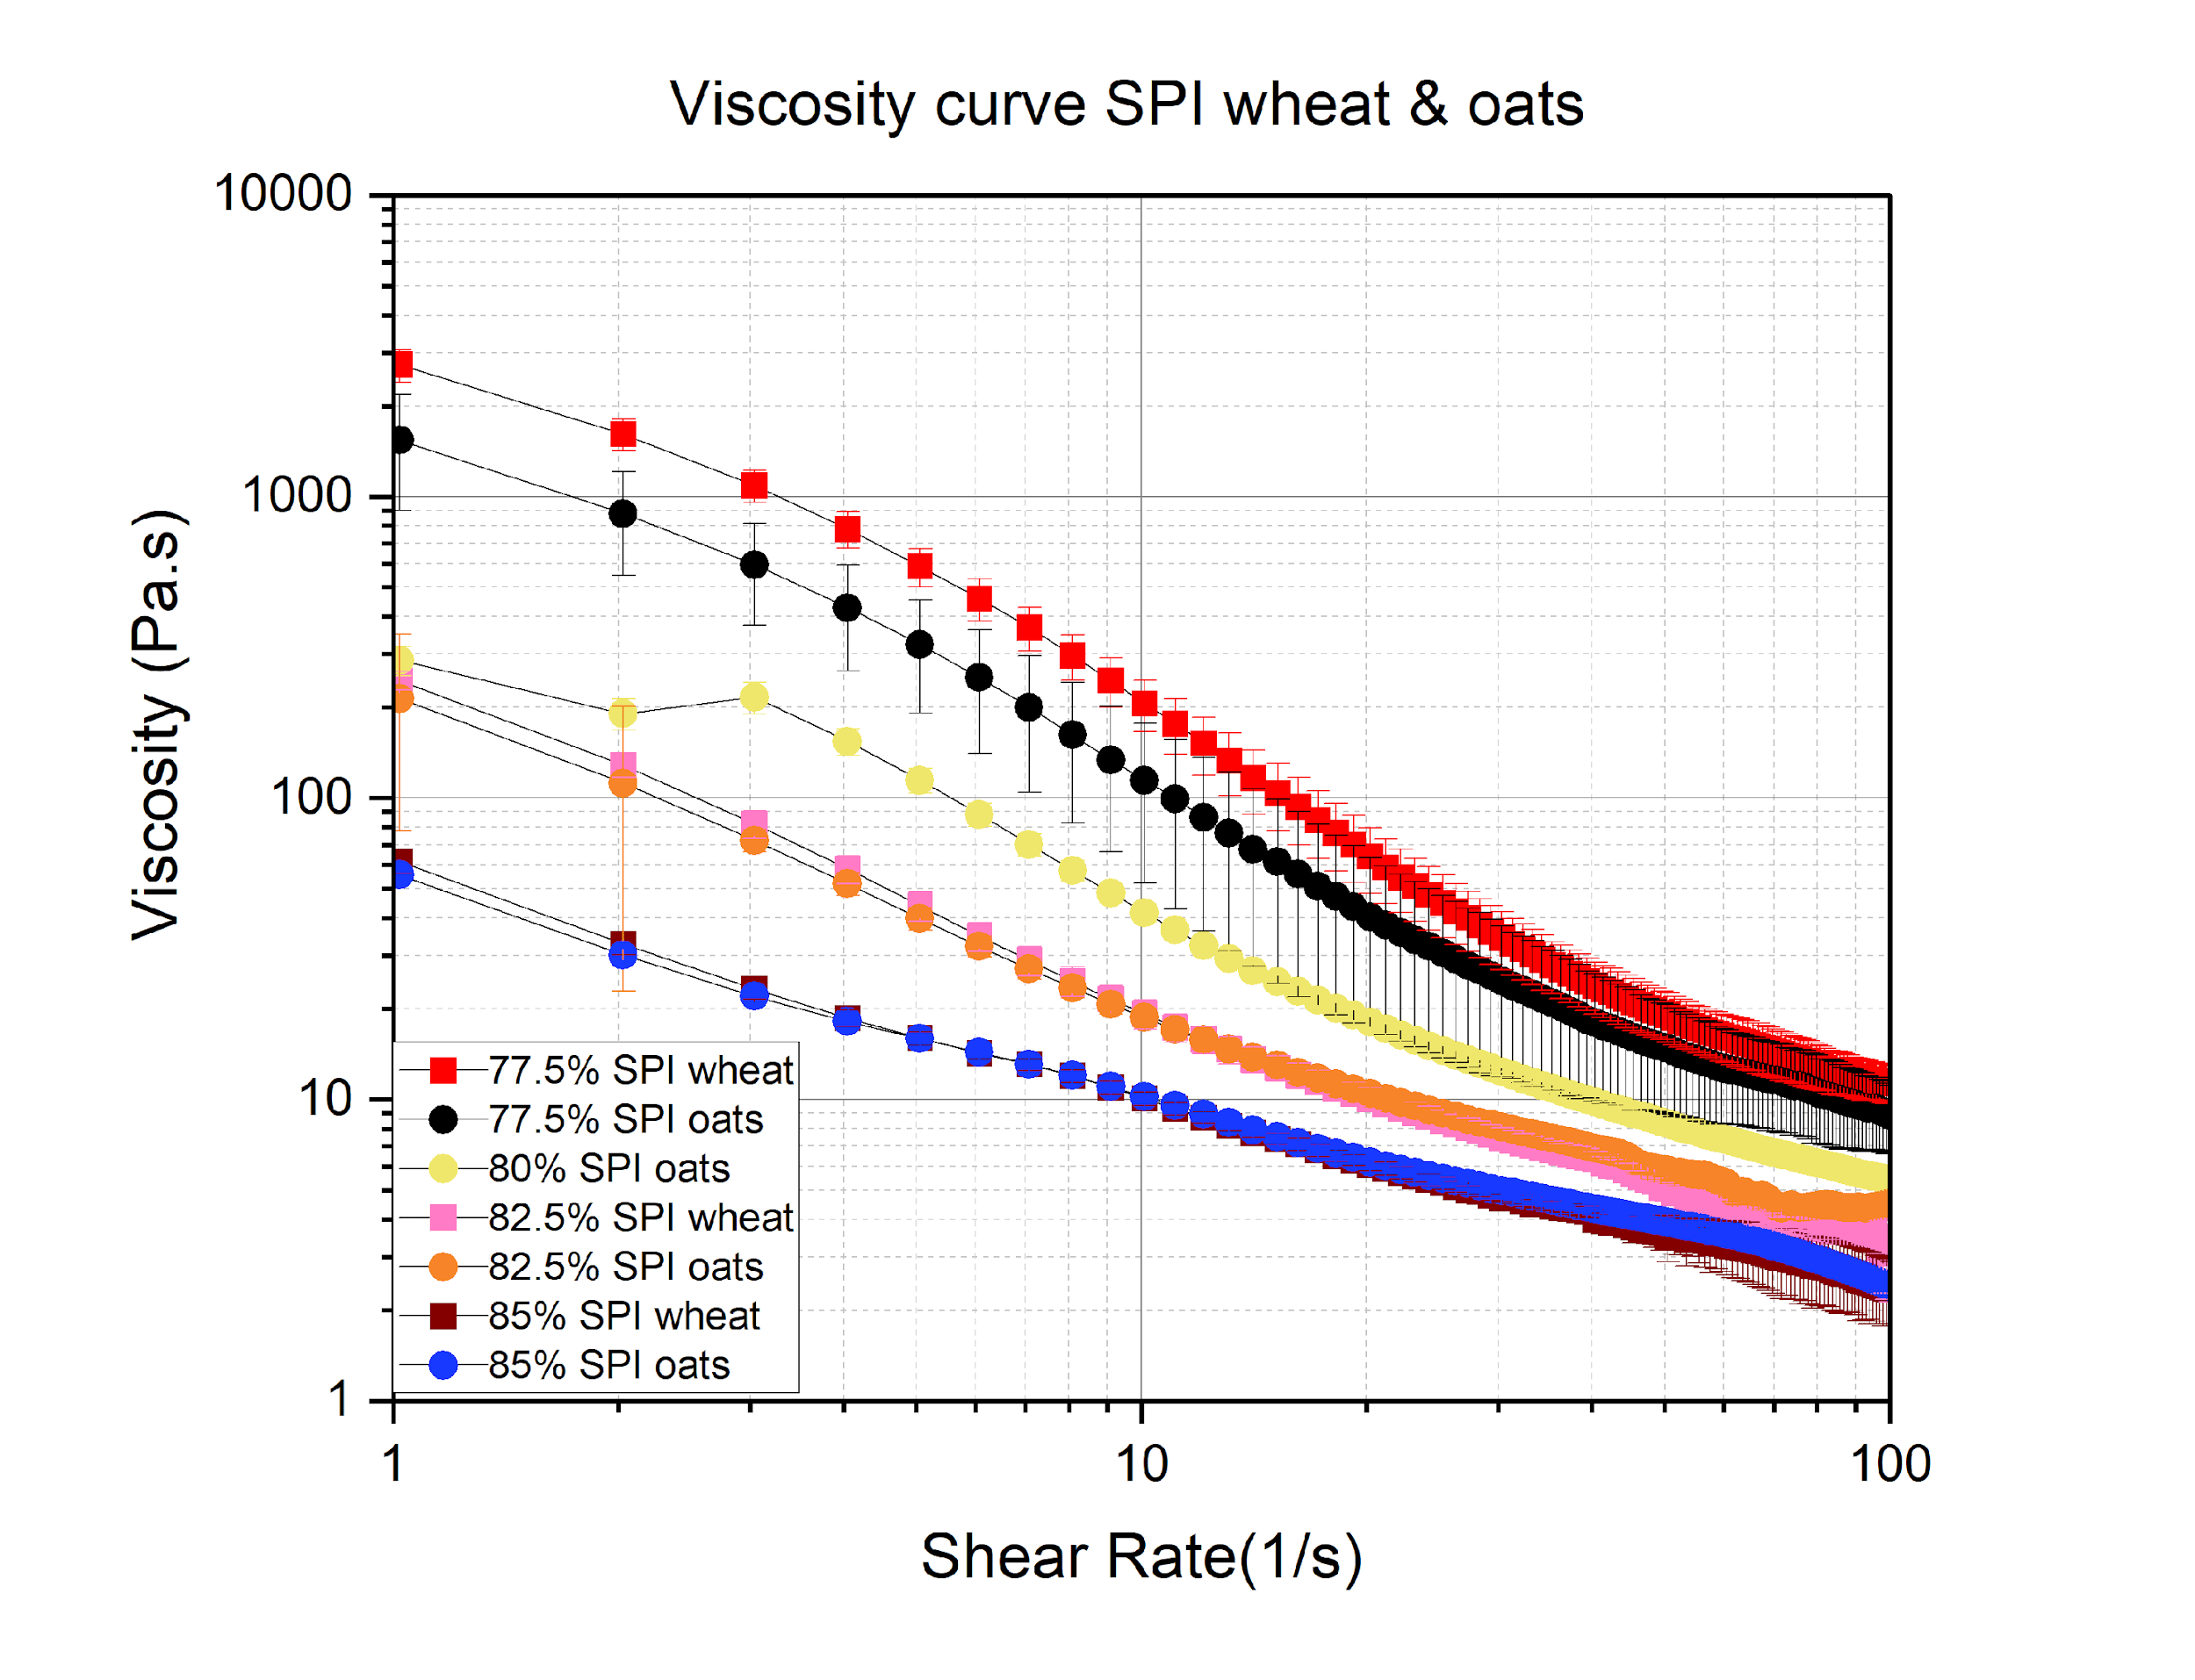 Viscosity curve SPI wheat & oats
10000
1000
100
10
1
Viscosity (Pa.s)
77.5% SPI wheat
77.5% SPI oats
80% SPI oats
82.5% SPI wheat
82.5% SPI oats
85% SPI wheat
85% SPI oats
1
10
100
Shear Rate(1/s)